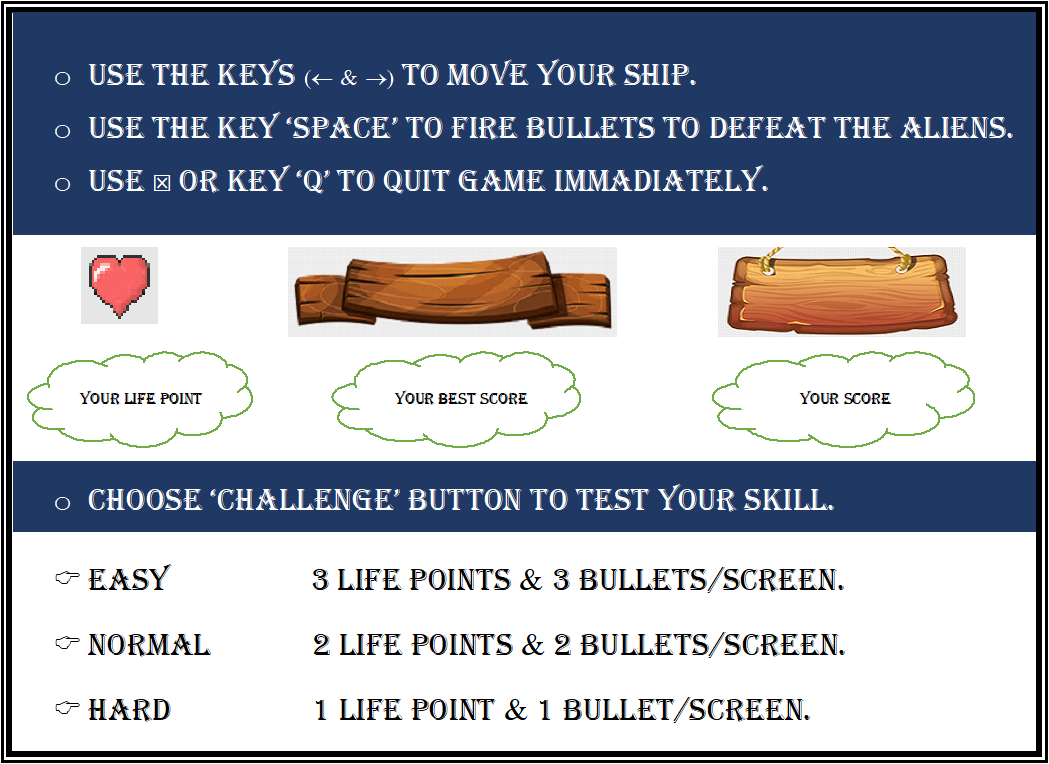 USE THE KEYS (← & →) TO MOVE YOUR SHIP.
USE THE KEY ‘SPACE’ TO FIRE BULLETS TO DEFEAT THE ALIENS.
USE ☒ OR KEY ‘Q’ TO QUIT GAME IMMADIATELY.
YOUR LIFE POINT
YOUR BEST SCORE
YOUR SCORE
CHOOSE ‘CHALLENGE’ BUTTON TO TEST YOUR SKILL.
EASY 3 LIFE POINTS & 3 BULLETS/SCREEN.
NORMAL 2 LIFE POINTS & 2 BULLETS/SCREEN.
HARD 1 LIFE POINT & 1 BULLET/SCREEN.